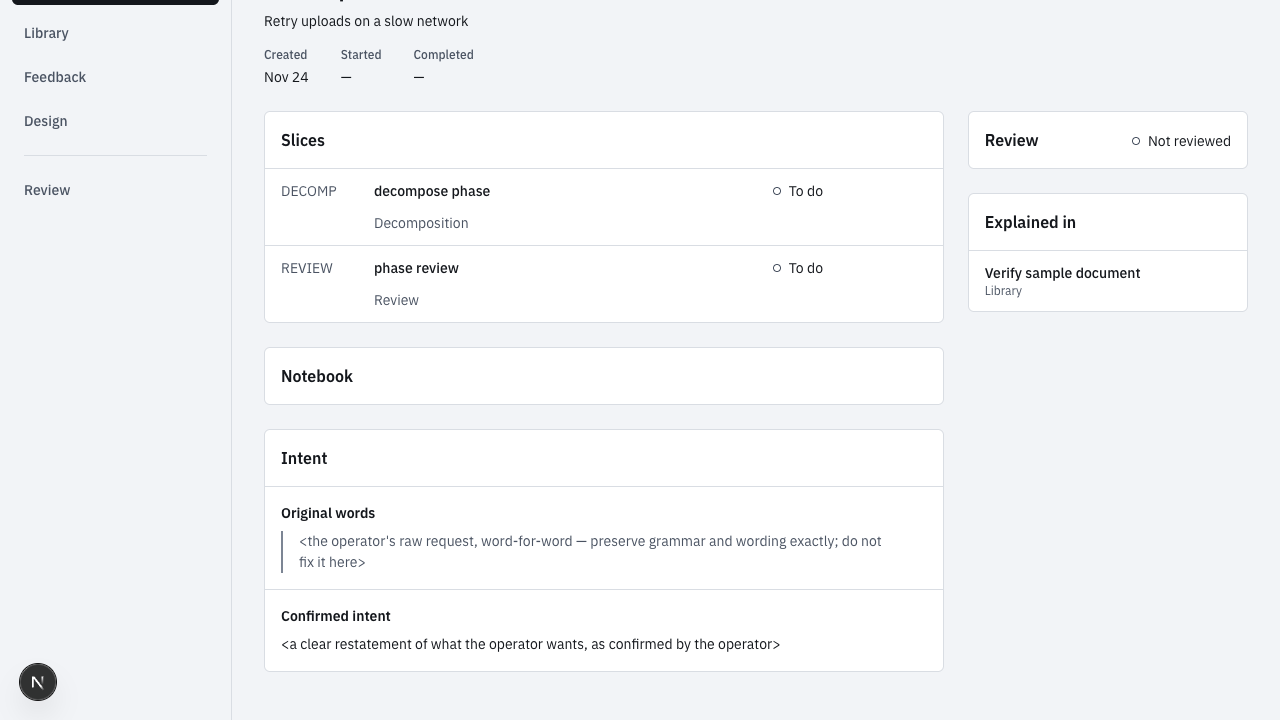 Library
Feedback
Design
Review
Retry uploads on a slow network
Created Started Completed
Nov 24 — —
Slices
DECOMP decompose phase To do
Decomposition
REVIEW phase review To do
Review
Notebook
Intent
Original words
<the operator's raw request, word-for-word — preserve grammar and wording exactly; do not
fix it here>
Confirmed intent
<a clear restatement of what the operator wants, as confirmed by the operator>
Review Not reviewed
Explained in
Verify sample document
Library
N